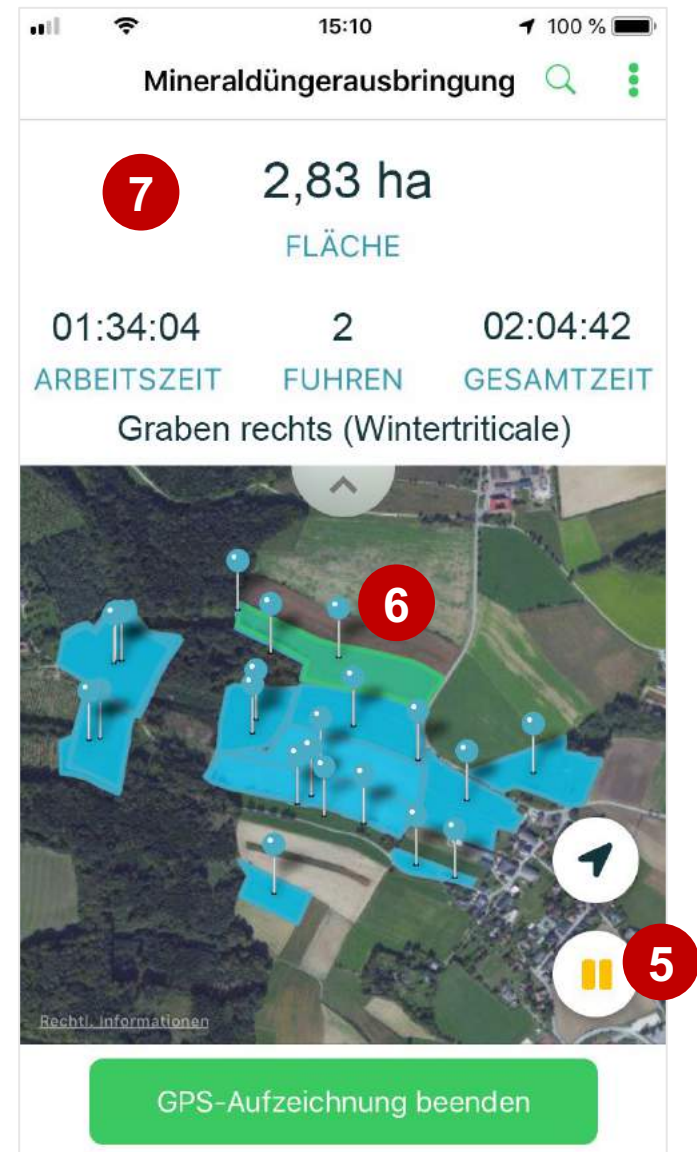 15:10
100 %
Mineraldüngerausbringung
7
2,83 ha
FLÄCHE
01:34:04 2 02:04:42
ARBEITSZEIT FUHREN GESAMTZEIT
Graben rechts (Wintertriticale)
6
5
Rechtl. Informationen
GPS-Aufzeichnung beenden